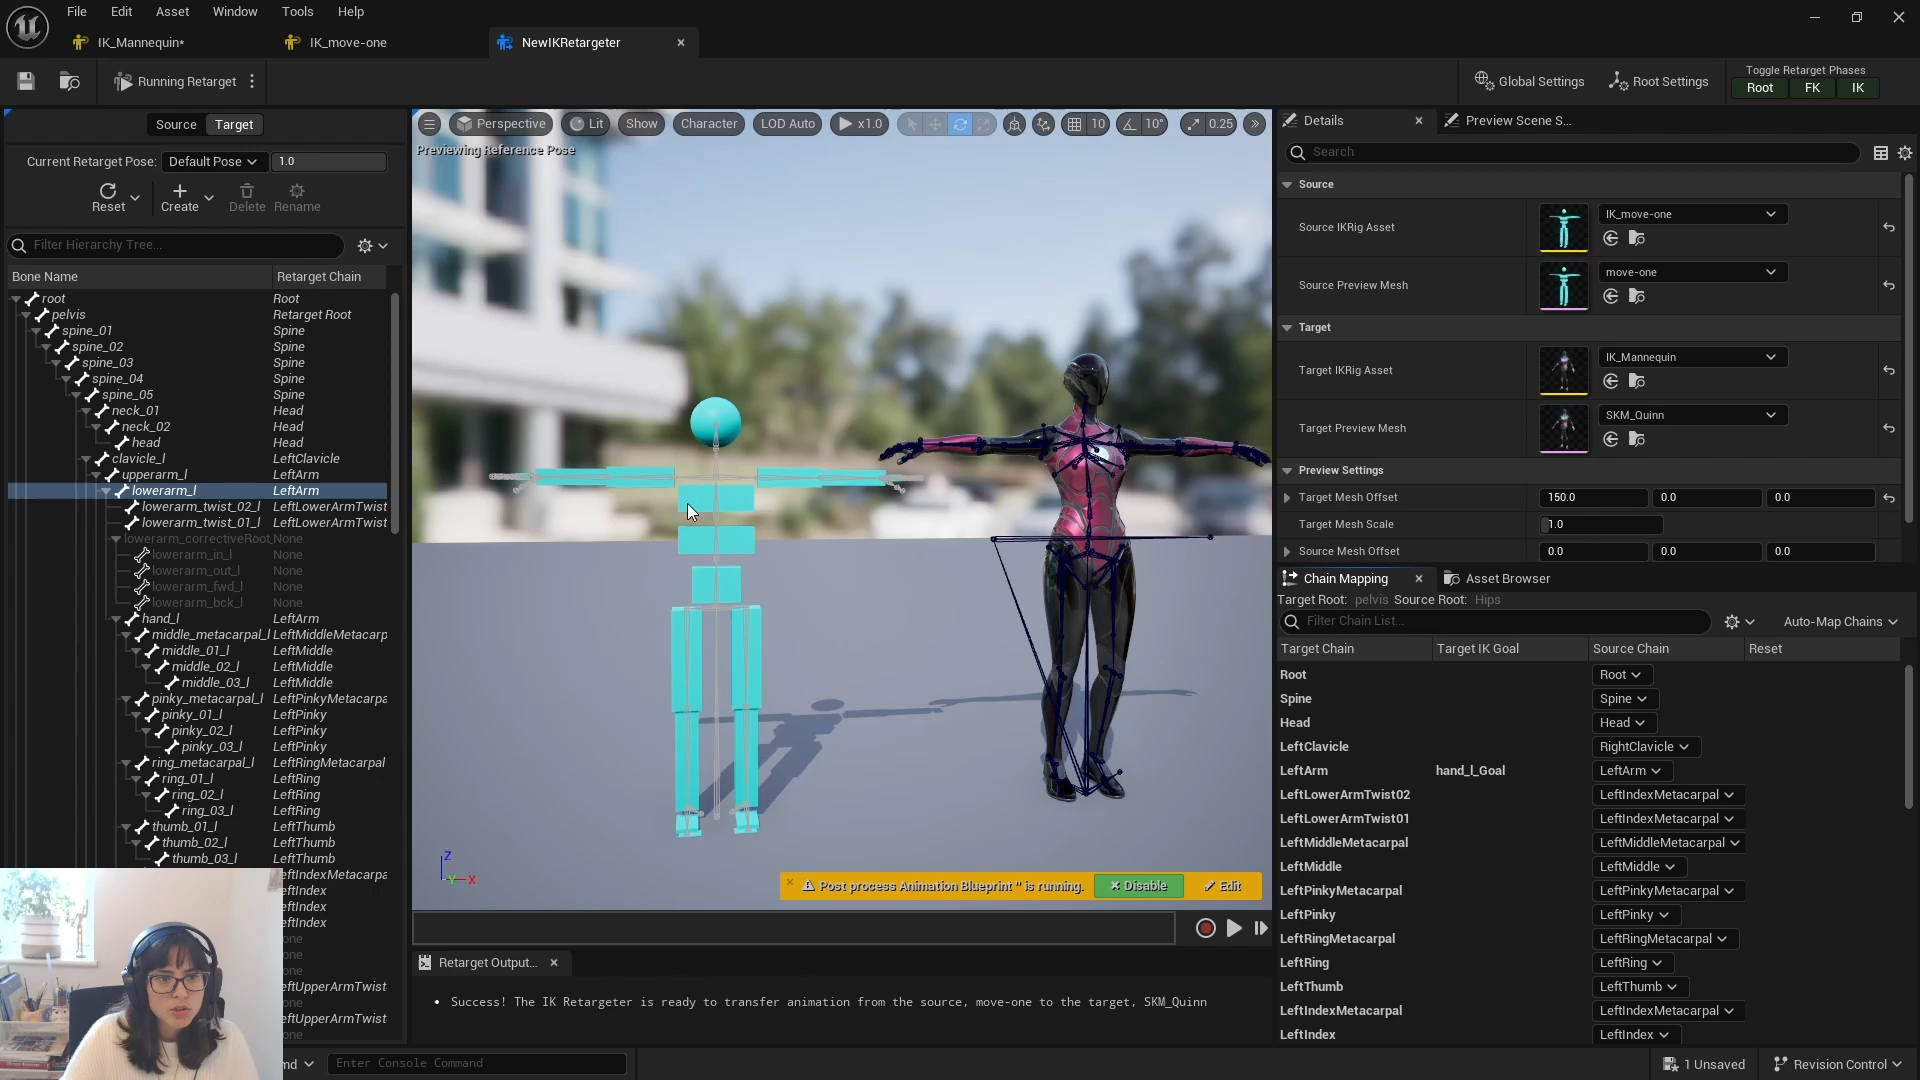 File Edit Asset Window Tools Help
IK_Mannequin* IK_move-one NewIKRetargeter
Running Retarget Global Settings Root Settings Toggle Retarget Phases
Root FK IK
Source Target
Current Retarget Pose: Default Pose 1.0
Reset Create Delete Rename
Filter Hierarchy Tree...
Bone Name Retarget Chain
root Root
pelvis Retarget Root
spine_01 Spine
spine_02 Spine
spine_03 Spine
spine_04 Spine
spine_05 Spine
neck_01 Head
neck_02 Head
head Head
clavicle_l LeftClavicle
upperarm_l LeftArm
lowerarm_l LeftArm
lowerarm_twist_02_l LeftLowerArmTwist
lowerarm_twist_01_l LeftLowerArmTwist
lowerarm_correctiveRoot_ None
lowerarm_in_l None
lowerarm_out_l None
lowerarm_fwd_l None
lowerarm_bck_l None
hand_l LeftArm
middle_metacarpal_l LeftMiddleMetacarp
middle_01_l LeftMiddle
middle_02_l LeftMiddle
middle_03_l LeftMiddle
pinky_metacarpal_l LeftPinkyMetacarpa
pinky_01_l LeftPinky
pinky_02_l LeftPinky
pinky_03_l LeftPinky
ring_metacarpal_l LeftRingMetacarpal
ring_01_l LeftRing
ring_02_l LeftRing
ring_03_l LeftRing
thumb_01_l LeftThumb
thumb_02_l LeftThumb
thumb_03_l LeftThumb
eftIndexMetacarpa
eftIndex
eftIndex
eftIndex
one
one
one
eftUpperArmTwist
one
eftUpperArmTwist
one
Perspective Lit Show Character LOD Auto x1.0 10 10° 0.25
Previewing Reference Pose
Z
Y X
Post process Animation Blueprint '' is running. Disable Edit
Retarget Output...
• Success! The IK Retargeter is ready to transfer animation from the source, move-one to the target, SKM_Quinn
md Enter Console Command
Details Preview Scene S...
Search
Source
Source IKRig Asset IK_move-one
Source Preview Mesh move-one
Target
Target IKRig Asset IK_Mannequin
Target Preview Mesh SKM_Quinn
Preview Settings
Target Mesh Offset 150.0 0.0 0.0
Target Mesh Scale 1.0
Source Mesh Offset 0.0 0.0 0.0
Chain Mapping Asset Browser
Target Root: pelvis Source Root: Hips
Filter Chain List... Auto-Map Chains
Target Chain Target IK Goal Source Chain Reset
Root Root
Spine Spine
Head Head
LeftClavicle RightClavicle
LeftArm hand_l_Goal LeftArm
LeftLowerArmTwist02 LeftIndexMetacarpal
LeftLowerArmTwist01 LeftIndexMetacarpal
LeftMiddleMetacarpal LeftMiddleMetacarpal
LeftMiddle LeftMiddle
LeftPinkyMetacarpal LeftPinkyMetacarpal
LeftPinky LeftPinky
LeftRingMetacarpal LeftRingMetacarpal
LeftRing LeftRing
LeftThumb LeftThumb
LeftIndexMetacarpal LeftIndexMetacarpal
LeftIndex LeftIndex
1 Unsaved Revision Control